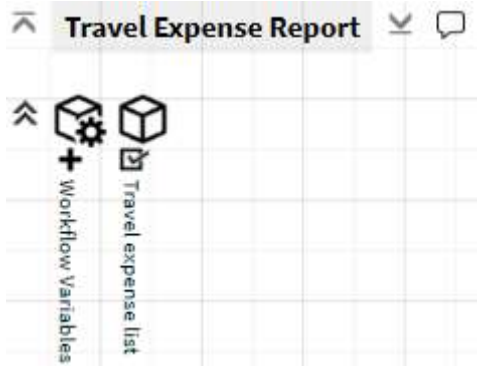 Travel Expense Report
Workflow Variables
Travel expense list